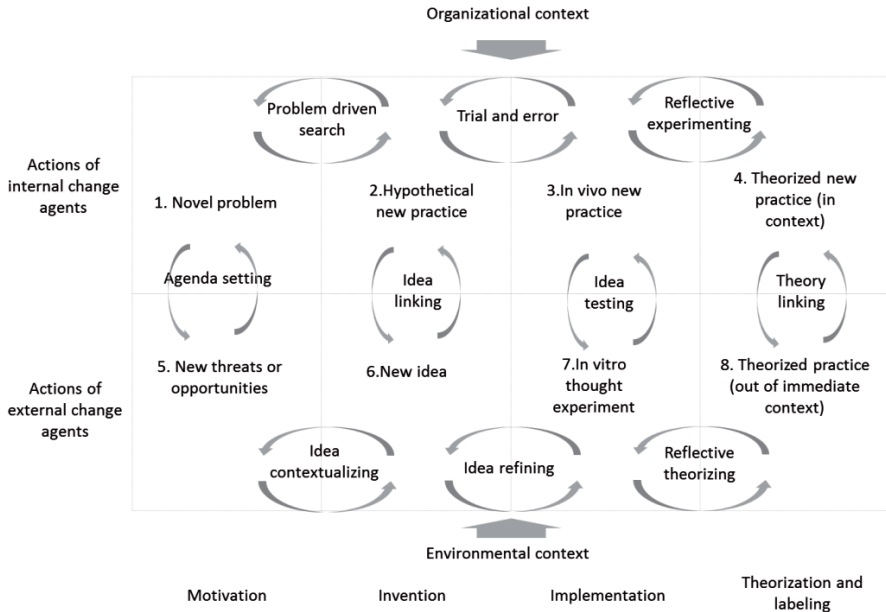 Organizational context
Problem driven
search
Trial and error
Reflective
experimenting
Actions of
internal change
agents
1. Novel problem
2.Hypothetical
new practice
3.In vivo new
practice
4. Theorized new
practice (in
context)
Agenda setting
Idea
linking
Idea
testing
Theory
linking
Actions of
external change
agents
5. New threats or
opportunities
6.New idea
7.In vitro
thought
experiment
8. Theorized practice
(out of immediate
context)
Idea
contextualizing
Idea refining
Reflective
theorizing
Environmental context
Motivation
Invention
Implementation
Theorization and
labeling